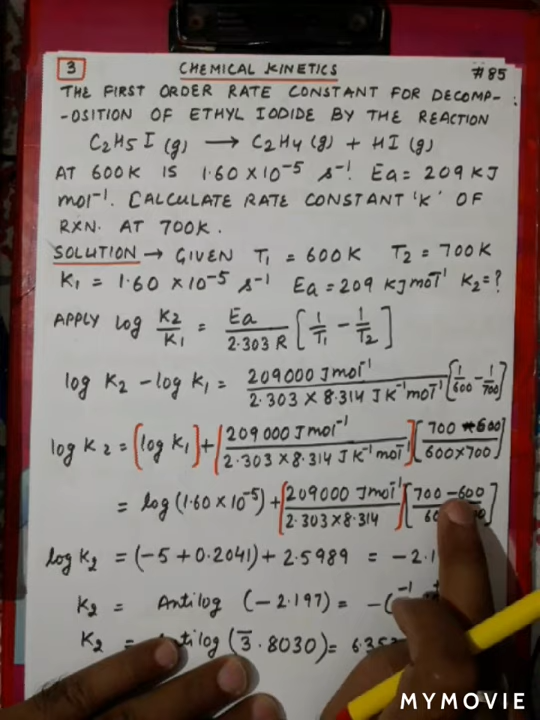 3 CHEMICAL KINETICS #85
THE FIRST ORDER RATE CONSTANT FOR DECOMP-
-OSITION OF ETHYL IODIDE BY THE REACTION
C₂H₅I (g) → C₂H₄ (g) + HI (g)
AT 600K IS 1.60 × 10⁻⁵ s⁻¹. Ea = 209 KJ
mol⁻¹. CALCULATE RATE CONSTANT 'K' OF
RXN. AT 700K.
SOLUTION → GIVEN T₁ = 600K T₂ = 700K
K₁ = 1.60 × 10⁻⁵ s⁻¹ Ea = 209 KJ mol⁻¹ K₂ = ?
APPLY log K₂/K₁ = Ea/2.303 R [1/T₁ - 1/T₂]
log K₂ - log K₁ = 209000 J mol⁻¹/2.303 × 8.314 J K⁻¹ mol⁻¹ [1/600 - 1/700]
log K₂ = (log K₁) + (209000 J mol⁻¹/2.303 × 8.314 J K⁻¹ mol⁻¹) [700 - 600/600 × 700]
= log (1.60 × 10⁻⁵) + (209000 J mol⁻¹/2.303 × 8.314) [700 - 600/
log K₂ = (-5 + 0.2041) + 2.5989 = -2.1
K₂ = Antilog (-2.197) = -(
K₂ = (3̅.8030) =
MYMOVIE